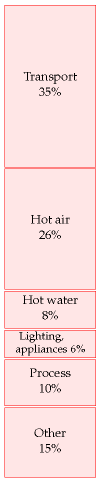 Transport
35%
Hot air
26%
Hot water
8%
Lighting,
appliances 6%
Process
10%
Other
15%